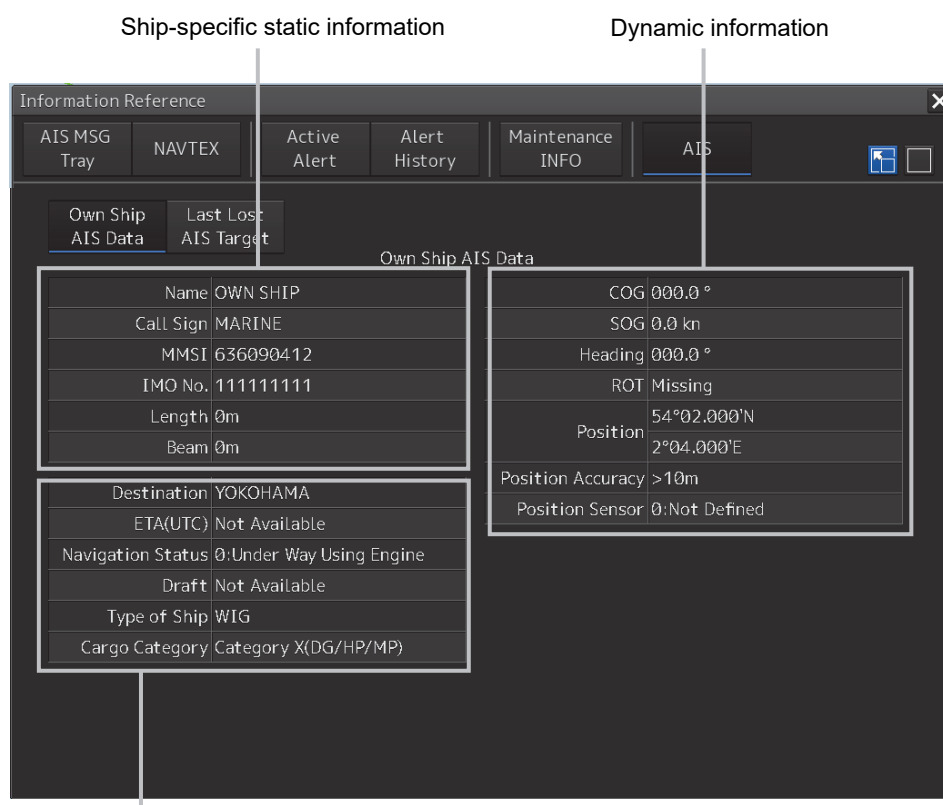 Ship-specific static information
Dynamic information
Information Reference
AIS MSG Tray
NAVTEX
Active Alert
Alert History
Maintenance INFO
AIS
Own Ship AIS Data
Last Lost AIS Target
Own Ship AIS Data
Name OWN SHIP
Call Sign MARINE
MMSI 636090412
IMO No. 111111111
Length 0m
Beam 0m
Destination YOKOHAMA
ETA(UTC) Not Available
Navigation Status 0:Under Way Using Engine
Draft Not Available
Type of Ship WIG
Cargo Category Category X(DG/HP/MP)
COG 000.0 °
SOG 0.0 kn
Heading 000.0 °
ROT Missing
Position 54°02.000'N
2°04.000'E
Position Accuracy >10m
Position Sensor 0:Not Defined